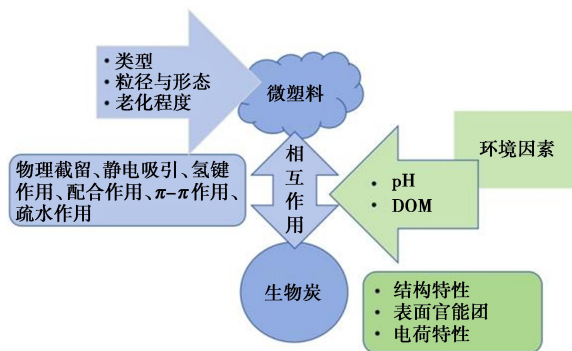 • 类型
• 粒径与形态
• 老化程度
微塑料
环境因素
物理截留、静电吸引、氢键
作用、配合作用、π-π作用、
疏水作用
相
互
作
用
• pH
• DOM
生物炭
• 结构特性
• 表面官能团
• 电荷特性